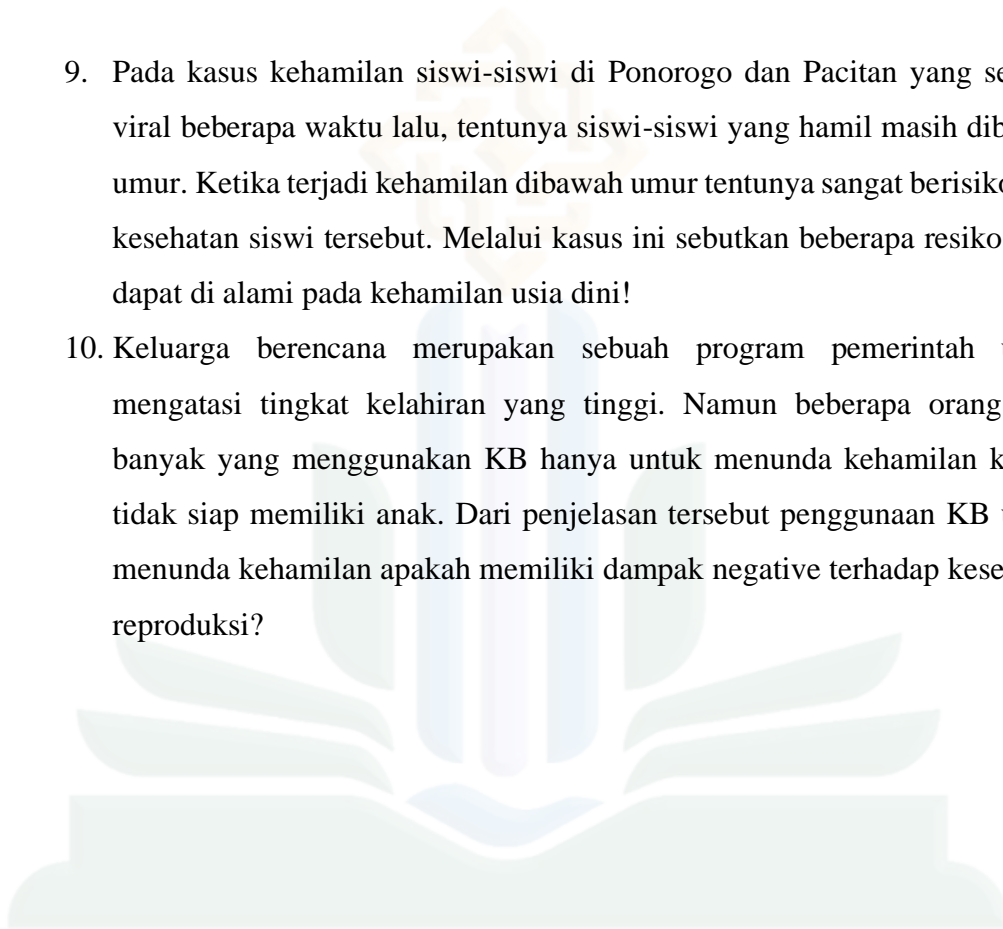 9. Pada kasus kehamilan siswi-siswi di Ponorogo dan Pacitan yang
viral beberapa waktu lalu, tentunya siswi-siswi yang hamil masih
umur. Ketika terjadi kehamilan dibawah umur tentunya sangat berisiko
kesehatan siswi tersebut. Melalui kasus ini sebutkan beberapa resiko
dapat di alami pada kehamilan usia dini!
10. Keluarga berencana merupakan sebuah program pemerintah
mengatasi tingkat kelahiran yang tinggi. Namun beberapa orang
banyak yang menggunakan KB hanya untuk menunda kehamilan
tidak siap memiliki anak. Dari penjelasan tersebut penggunaan KB
menunda kehamilan apakah memiliki dampak negative terhadap
reproduksi?